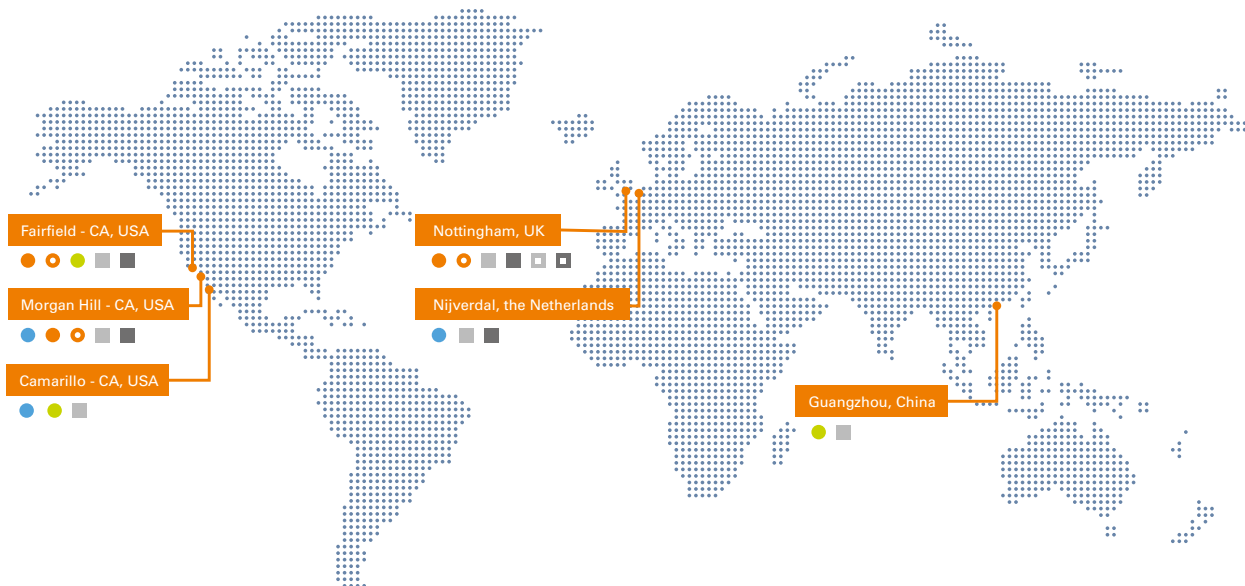 Fairfield - CA, USA
Morgan Hill - CA, USA
Camarillo - CA, USA
Nottingham, UK
Nijverdal, the Netherlands
Guangzhou, China